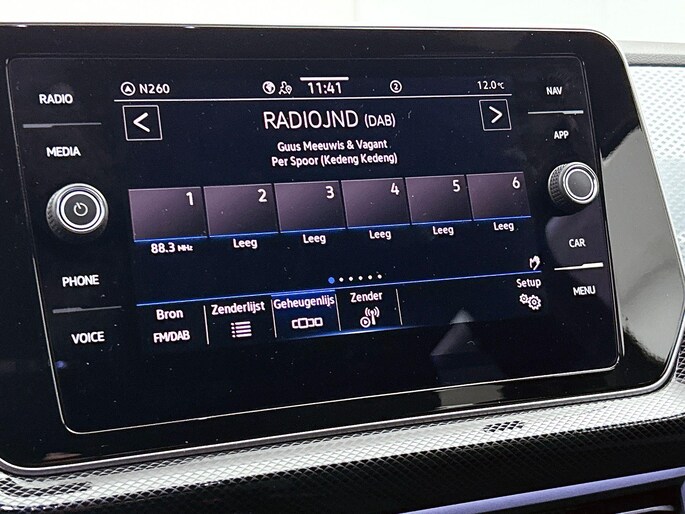 RADIO
MEDIA
PHONE
VOICE
NAV
APP
CAR
MENU
N260
11:41
2
12.0°C
RADIOJND (DAB)
Guus Meeuwis & Vagant
Per Spoor (Kedeng Kedeng)
1 2 3 4 5 6
88.3 MHz Leeg Leeg Leeg Leeg Leeg
Bron
FM/DAB
Zenderlijst
Geheugenlijs
Zender
Setup